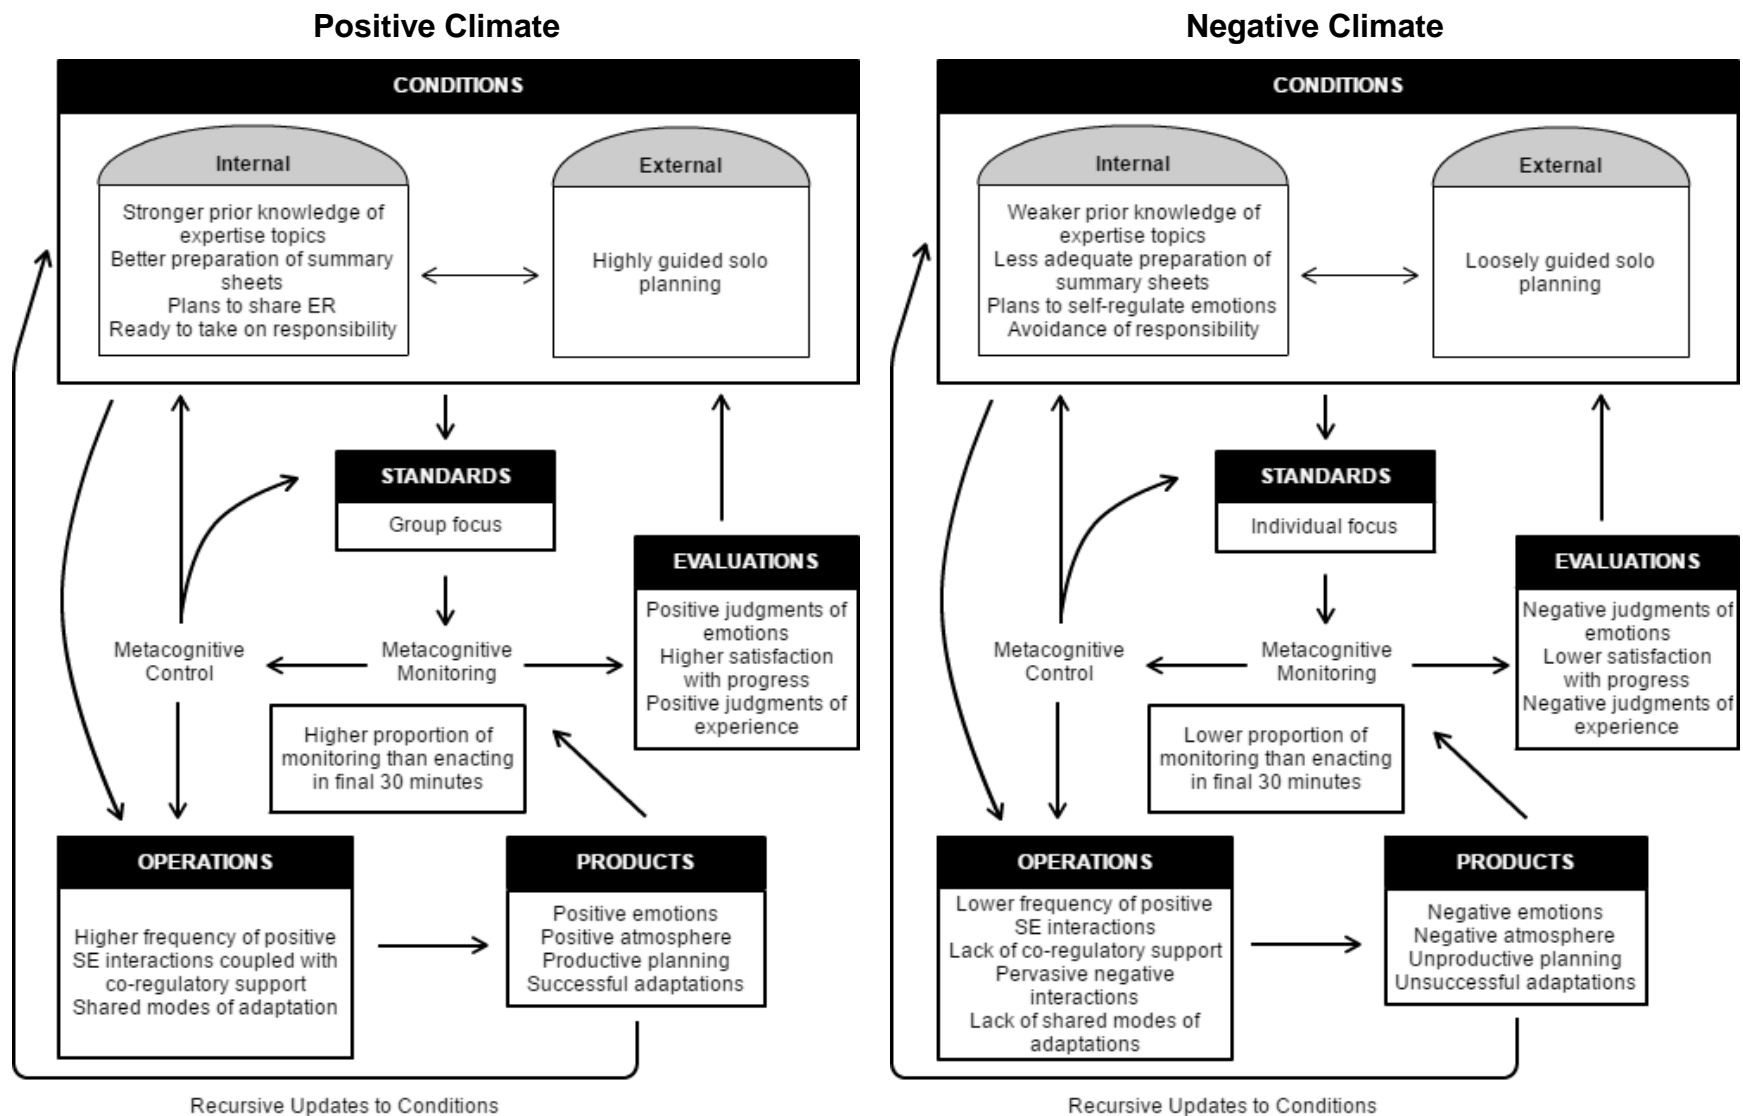 Positive Climate
CONDITIONS
Internal
Stronger prior knowledge of
expertise topics
Better preparation of summary
sheets
Plans to share ER
Ready to take on responsibility
External
Highly guided solo
planning
STANDARDS
Group focus
EVALUATIONS
Positive judgments of
emotions
Higher satisfaction
with progress
Positive judgments of
experience
Metacognitive
Control
Metacognitive
Monitoring
Higher proportion of
monitoring than enacting
in final 30 minutes
OPERATIONS
Higher frequency of positive
SE interactions coupled with
co-regulatory support
Shared modes of adaptation
PRODUCTS
Positive emotions
Positive atmosphere
Productive planning
Successful adaptations
Recursive Updates to Conditions
Negative Climate
CONDITIONS
Internal
Weaker prior knowledge of
expertise topics
Less adequate preparation of
summary sheets
Plans to self-regulate emotions
Avoidance of responsibility
External
Loosely guided solo
planning
STANDARDS
Individual focus
EVALUATIONS
Negative judgments of
emotions
Lower satisfaction
with progress
Negative judgments of
experience
Metacognitive
Control
Metacognitive
Monitoring
Lower proportion of
monitoring than enacting
in final 30 minutes
OPERATIONS
Lower frequency of positive
SE interactions
Lack of co-regulatory support
Pervasive negative
interactions
Lack of shared modes of
adaptations
PRODUCTS
Negative emotions
Negative atmosphere
Unproductive planning
Unsuccessful adaptations
Recursive Updates to Conditions